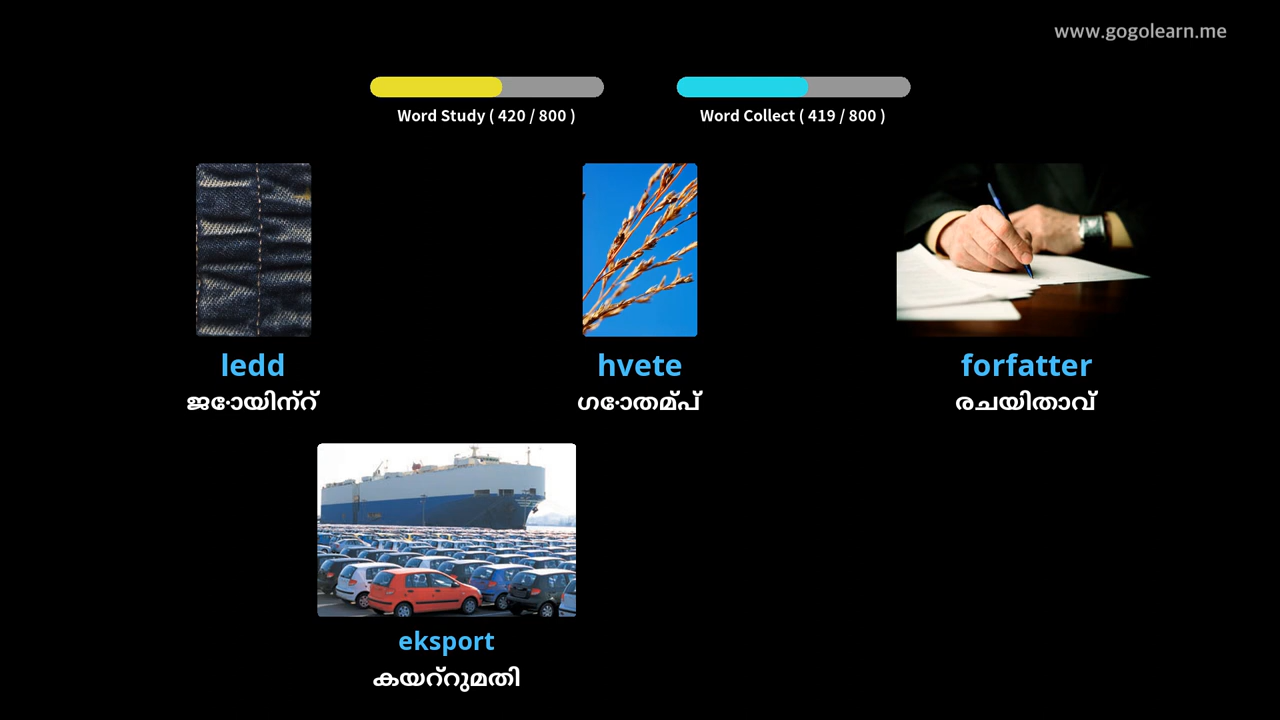 www.gogolearn.me
Word Study ( 420 / 800 )
Word Collect ( 419 / 800 )
ledd
hvete
forfatter
ജോയിന്റ്
ഗോതമ്പ്
രചയിതാവ്
eksport
കയറ്റുമതി